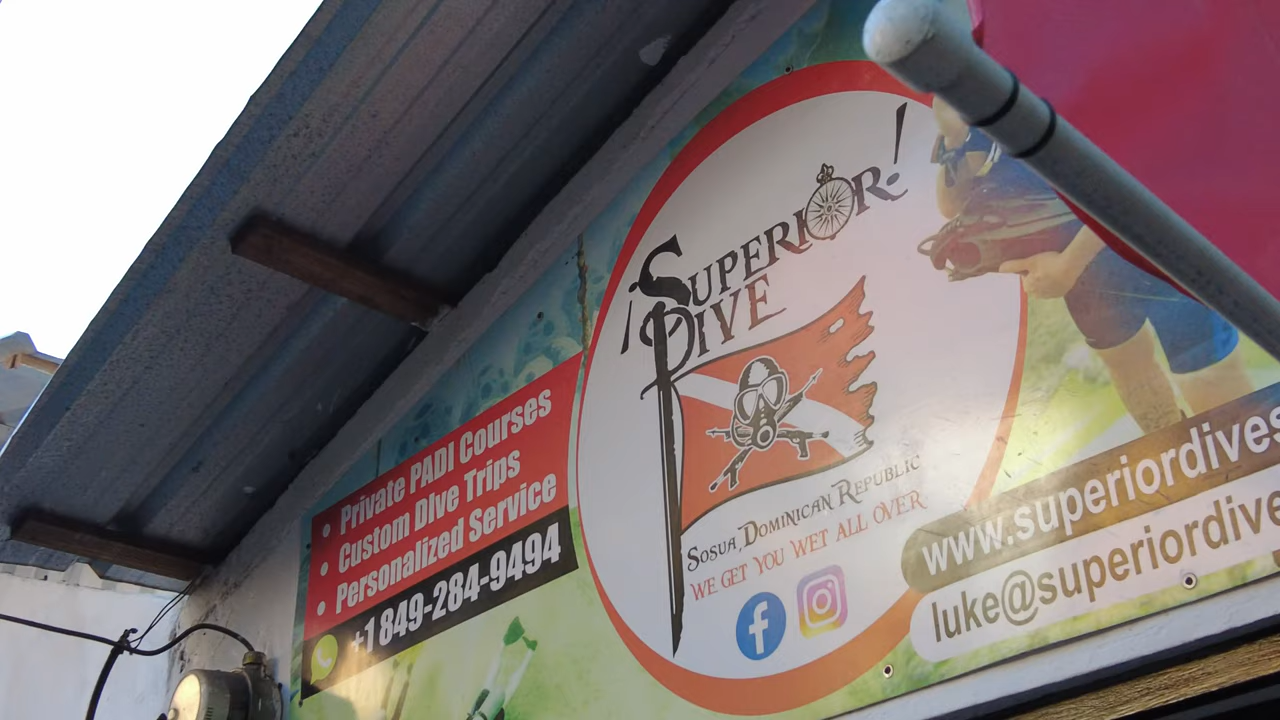 ¡SUPERIOR!
DIVE
SOSUA, DOMINICAN REPUBLIC
WE GET YOU WET ALL OVER
• Private PADI Courses
• Custom DIve Trips
• Personalized Service
+1 849-284-9494
www.superiordives
luke@superiordive